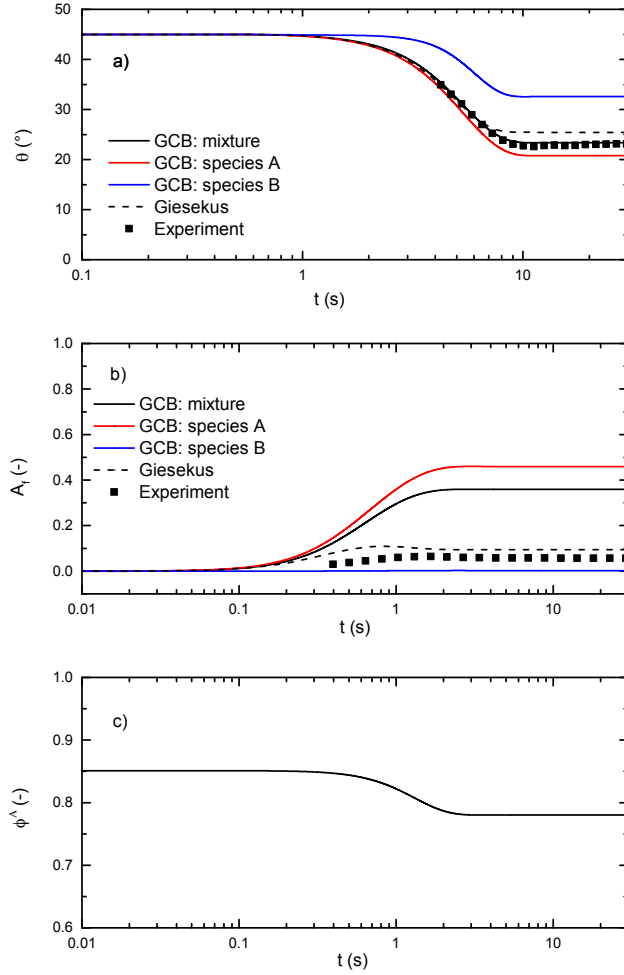 50
40
30
20
10
0
θ (°)
a)
GCB: mixture
GCB: species A
GCB: species B
Giesekus
Experiment
0.1
1
10
t (s)
1.0
0.8
0.6
0.4
0.2
0.0
A_f (-)
b)
GCB: mixture
GCB: species A
GCB: species B
Giesekus
Experiment
0.01
0.1
1
10
t (s)
1.0
0.9
0.8
0.7
0.6
ϕ^A (-)
c)
0.01
0.1
1
10
t (s)